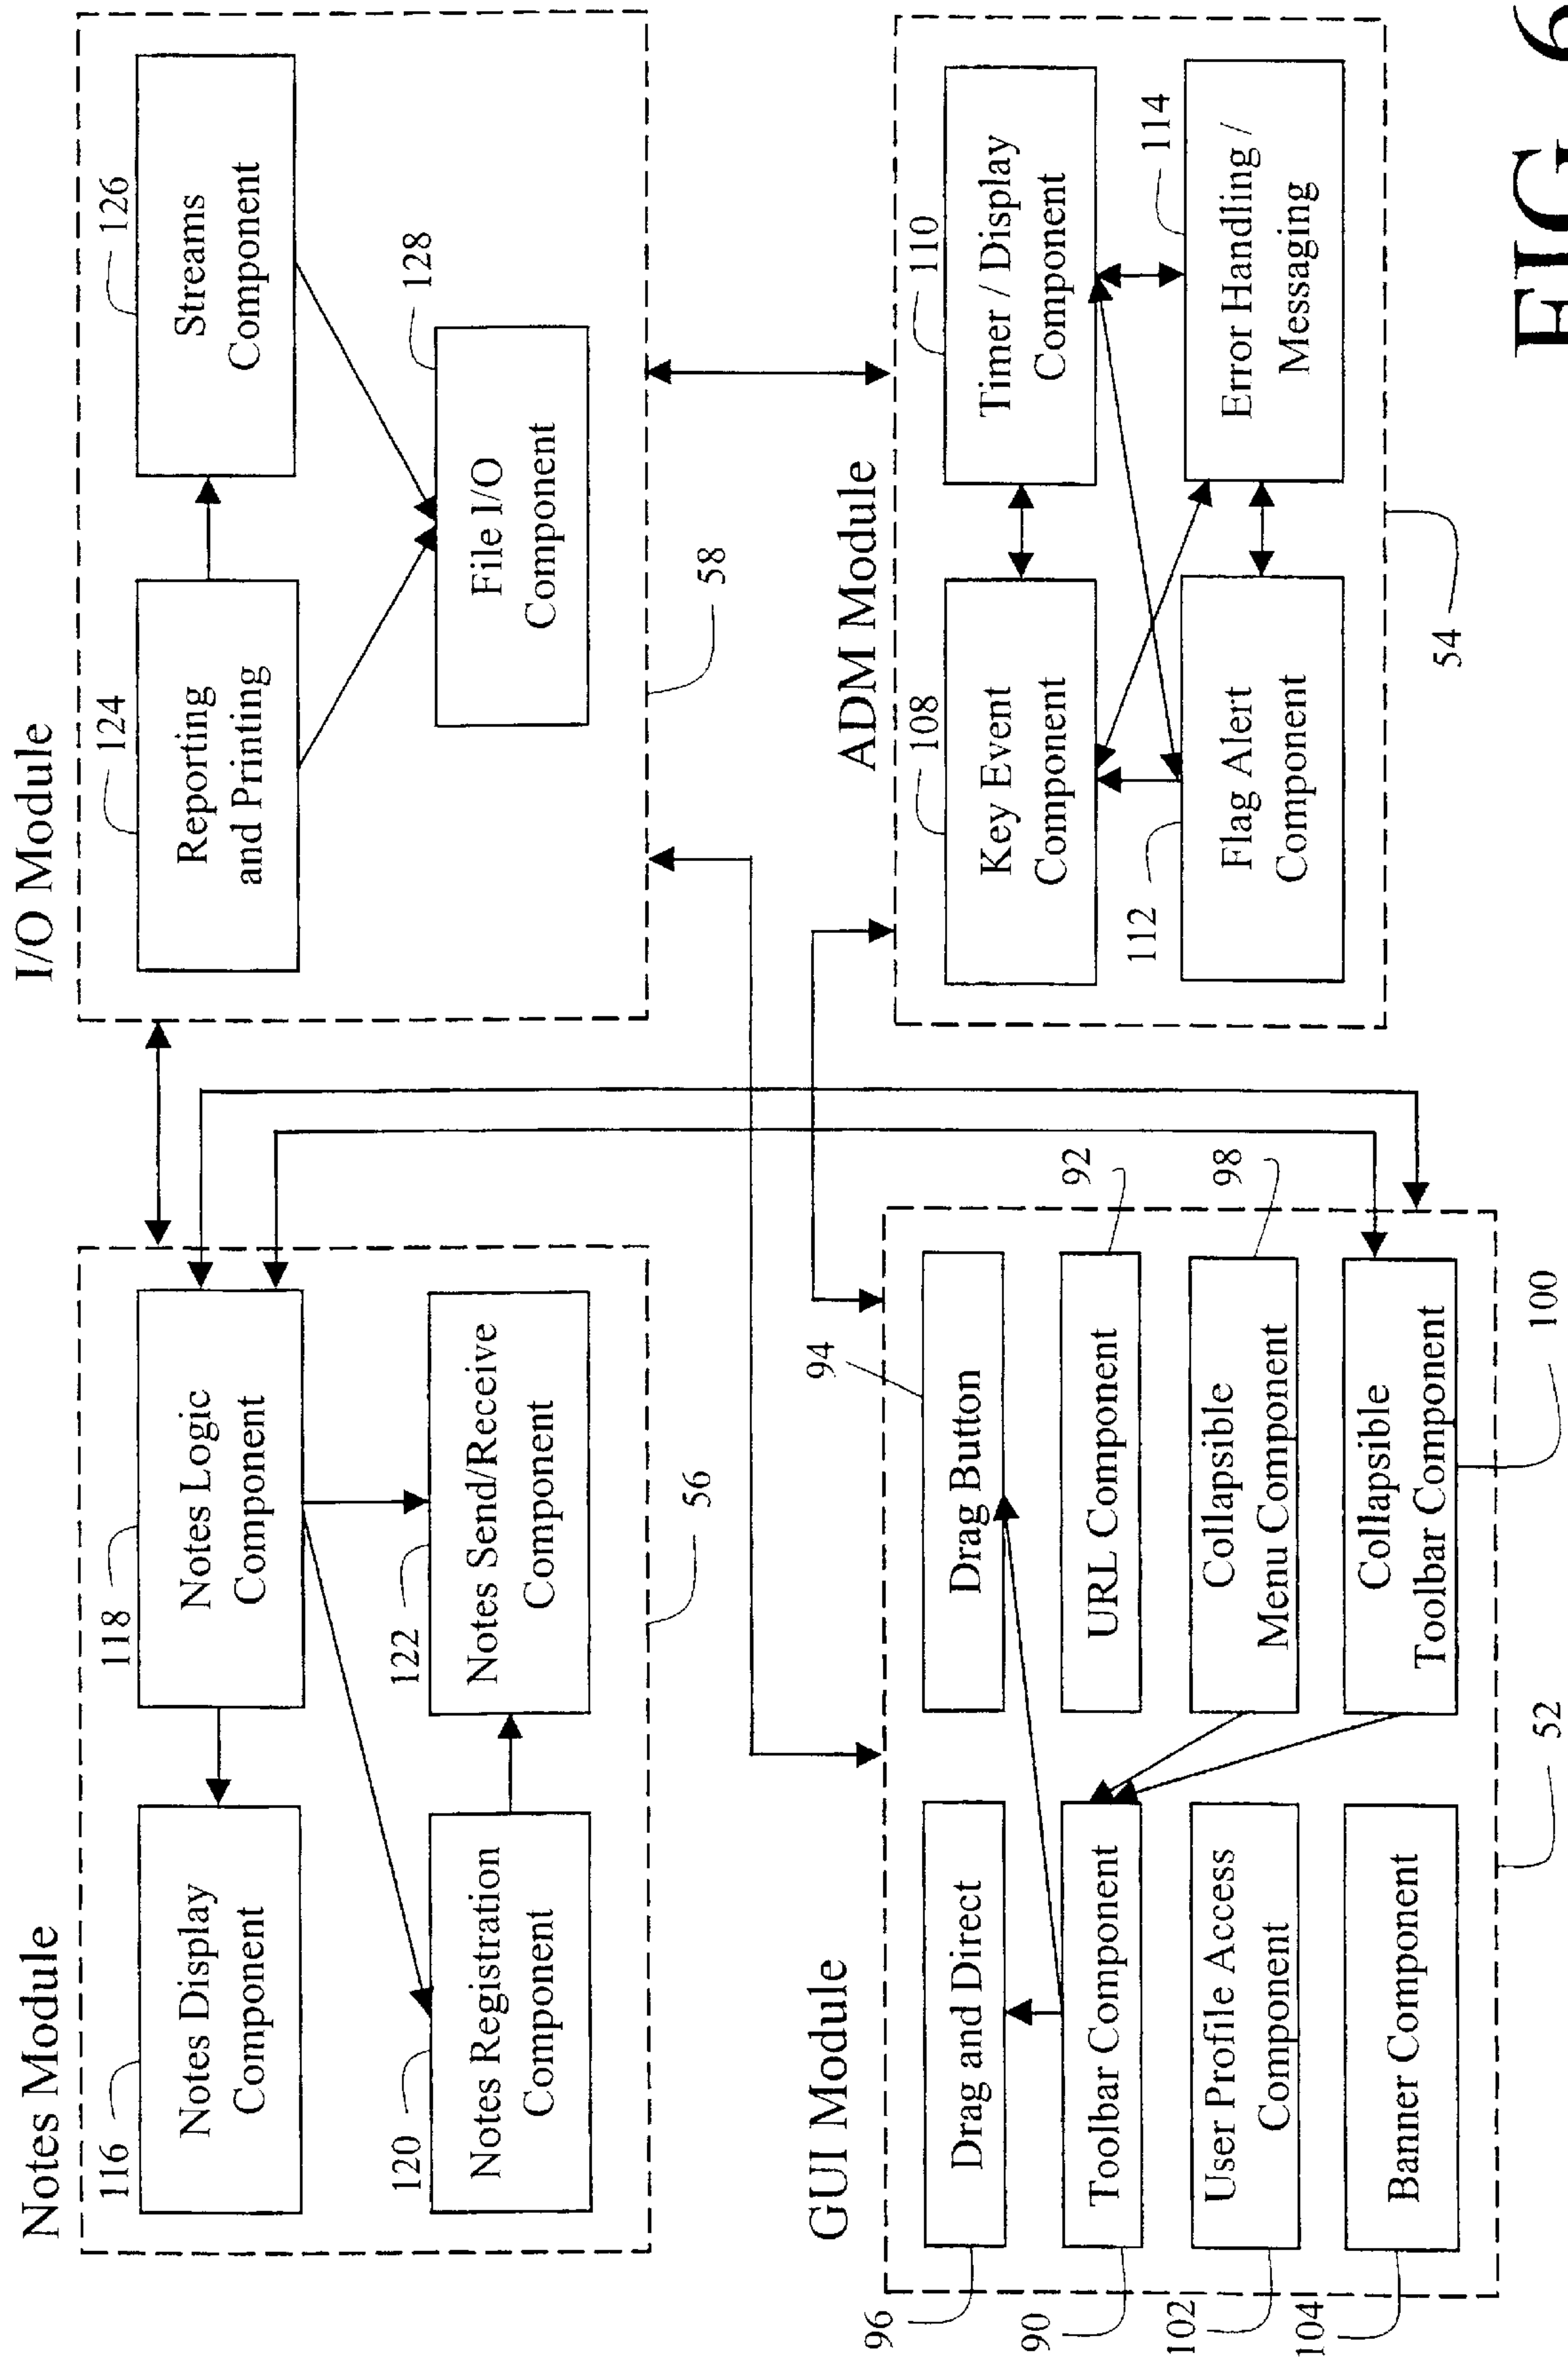 Notes Module
116
Notes Display
Component
118
Notes Logic
Component
120
Notes Registration
Component
122
Notes Send/Receive
Component
56
I/O Module
124
Reporting
and Printing
126
Streams
Component
128
File I/O
Component
58
GUI Module
96
Drag and Direct
94
Drag Button
90
Toolbar Component
92
URL Component
102
User Profile Access
Component
98
Collapsible
Menu Component
104
Banner Component
100
Collapsible
Toolbar Component
52
ADM Module
108
Key Event
Component
110
Timer / Display
Component
112
Flag Alert
Component
114
Error Handling /
Messaging
54
FIG 6